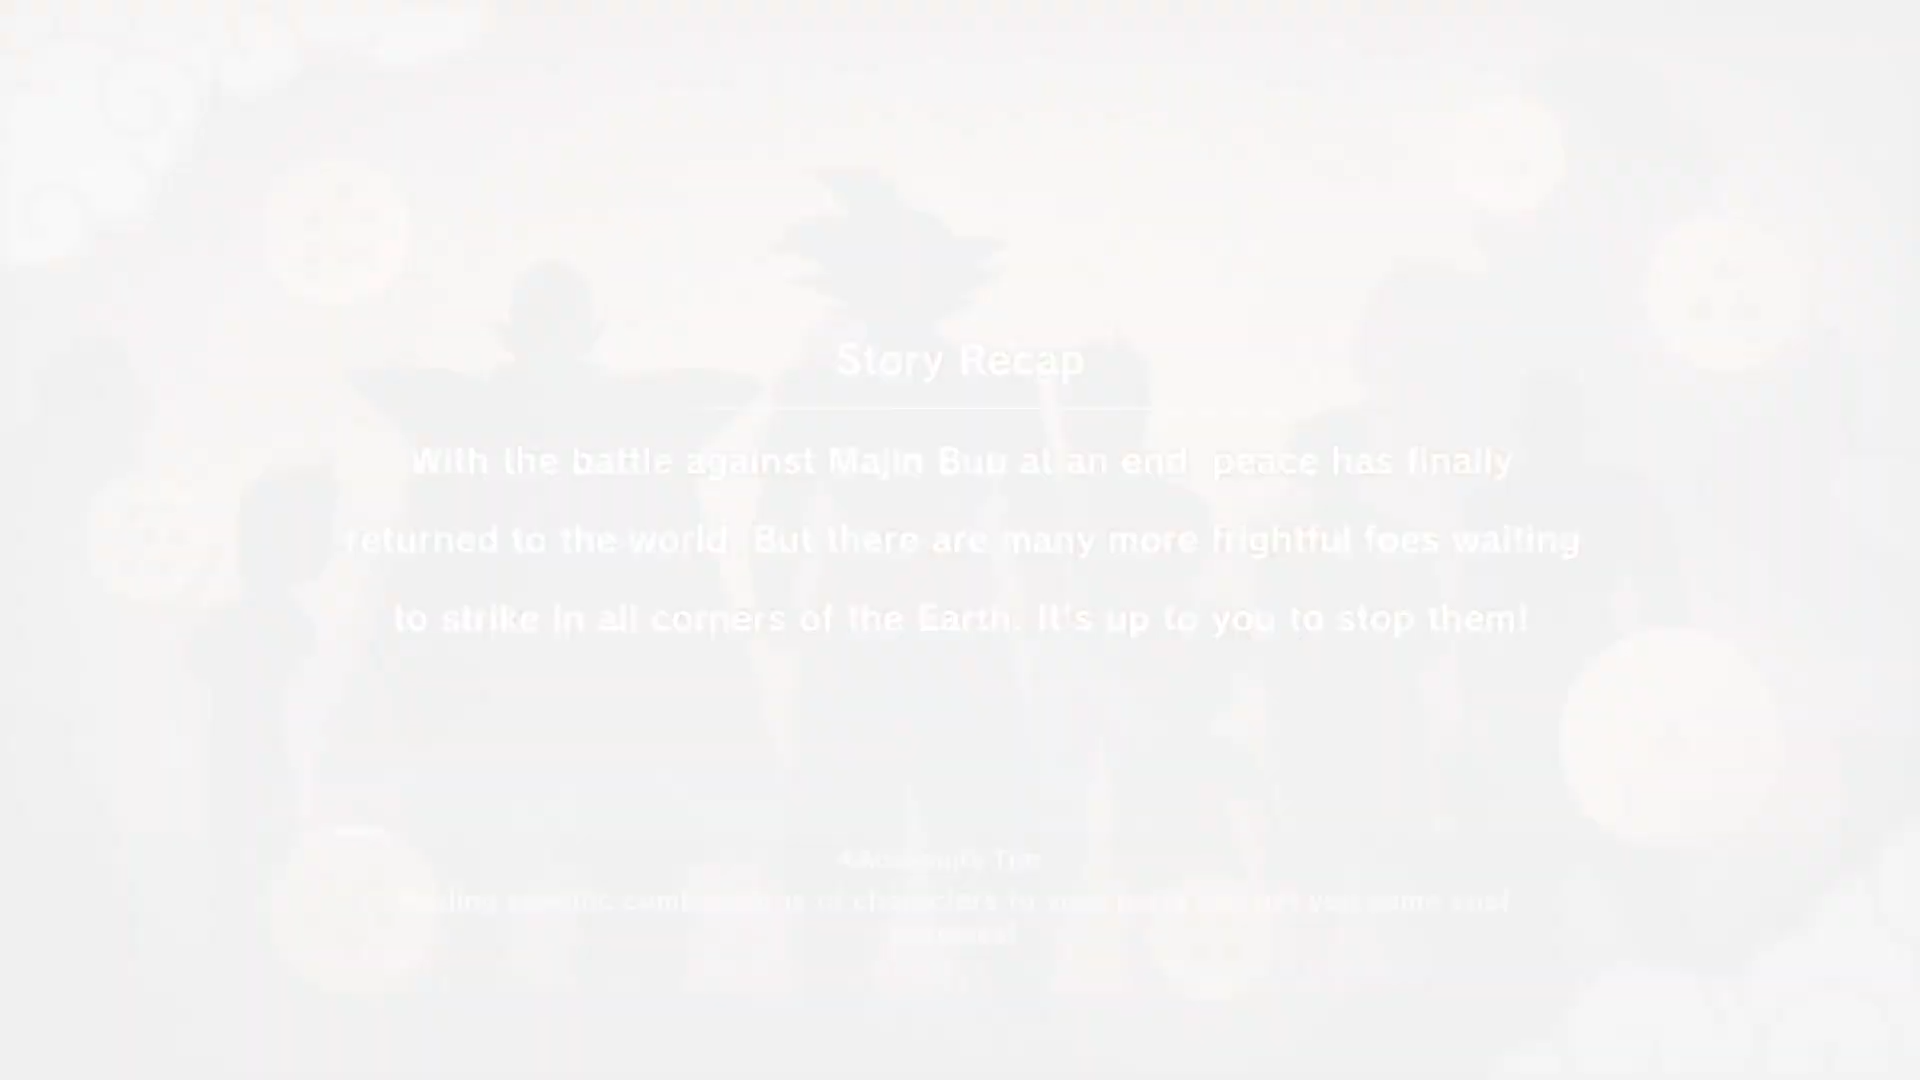 Story Recap
With the battle against Majin Buu at an end, peace has finally
returned to the world. But there are many more frightful foes waiting
to strike in all corners of the Earth. It's up to you to stop them!
of characters